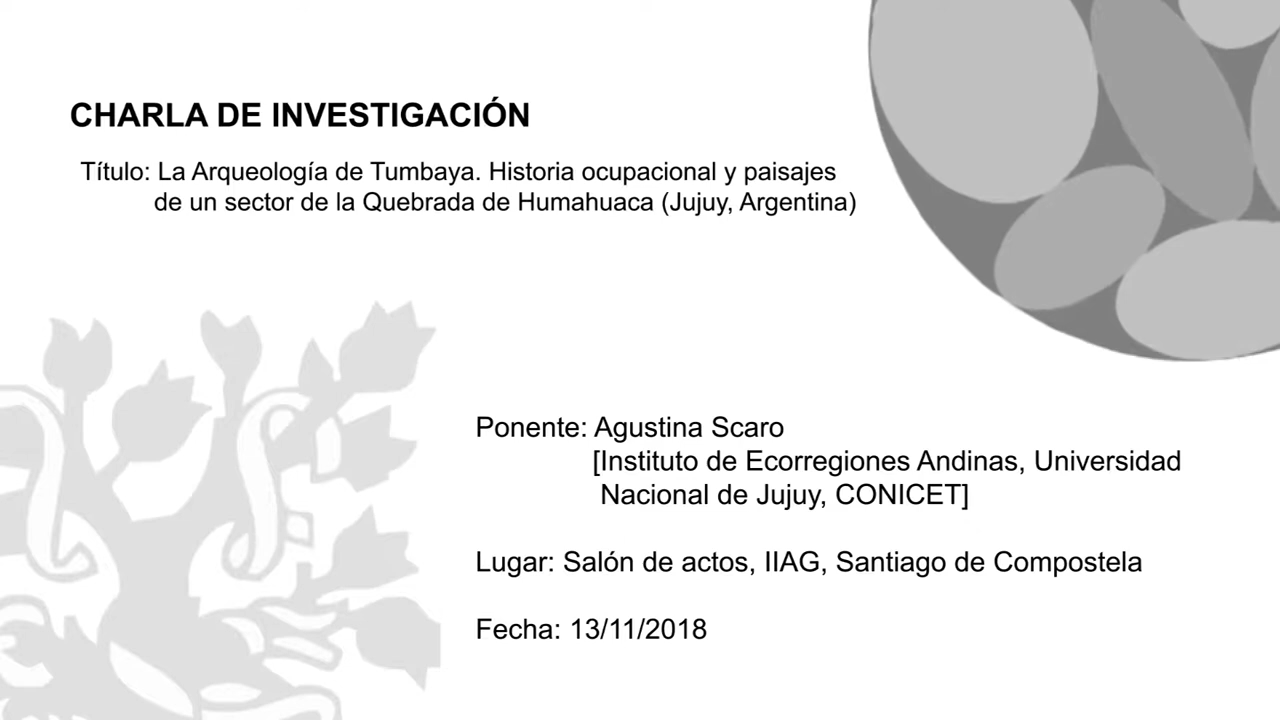 CHARLA DE INVESTIGACIÓN
Título: La Arqueología de Tumbaya. Historia ocupacional y paisajes
de un sector de la Quebrada de Humahuaca (Jujuy, Argentina)
Ponente: Agustina Scaro
[Instituto de Ecorregiones Andinas, Universidad
Nacional de Jujuy, CONICET]
Lugar: Salón de actos, IIAG, Santiago de Compostela
Fecha: 13/11/2018